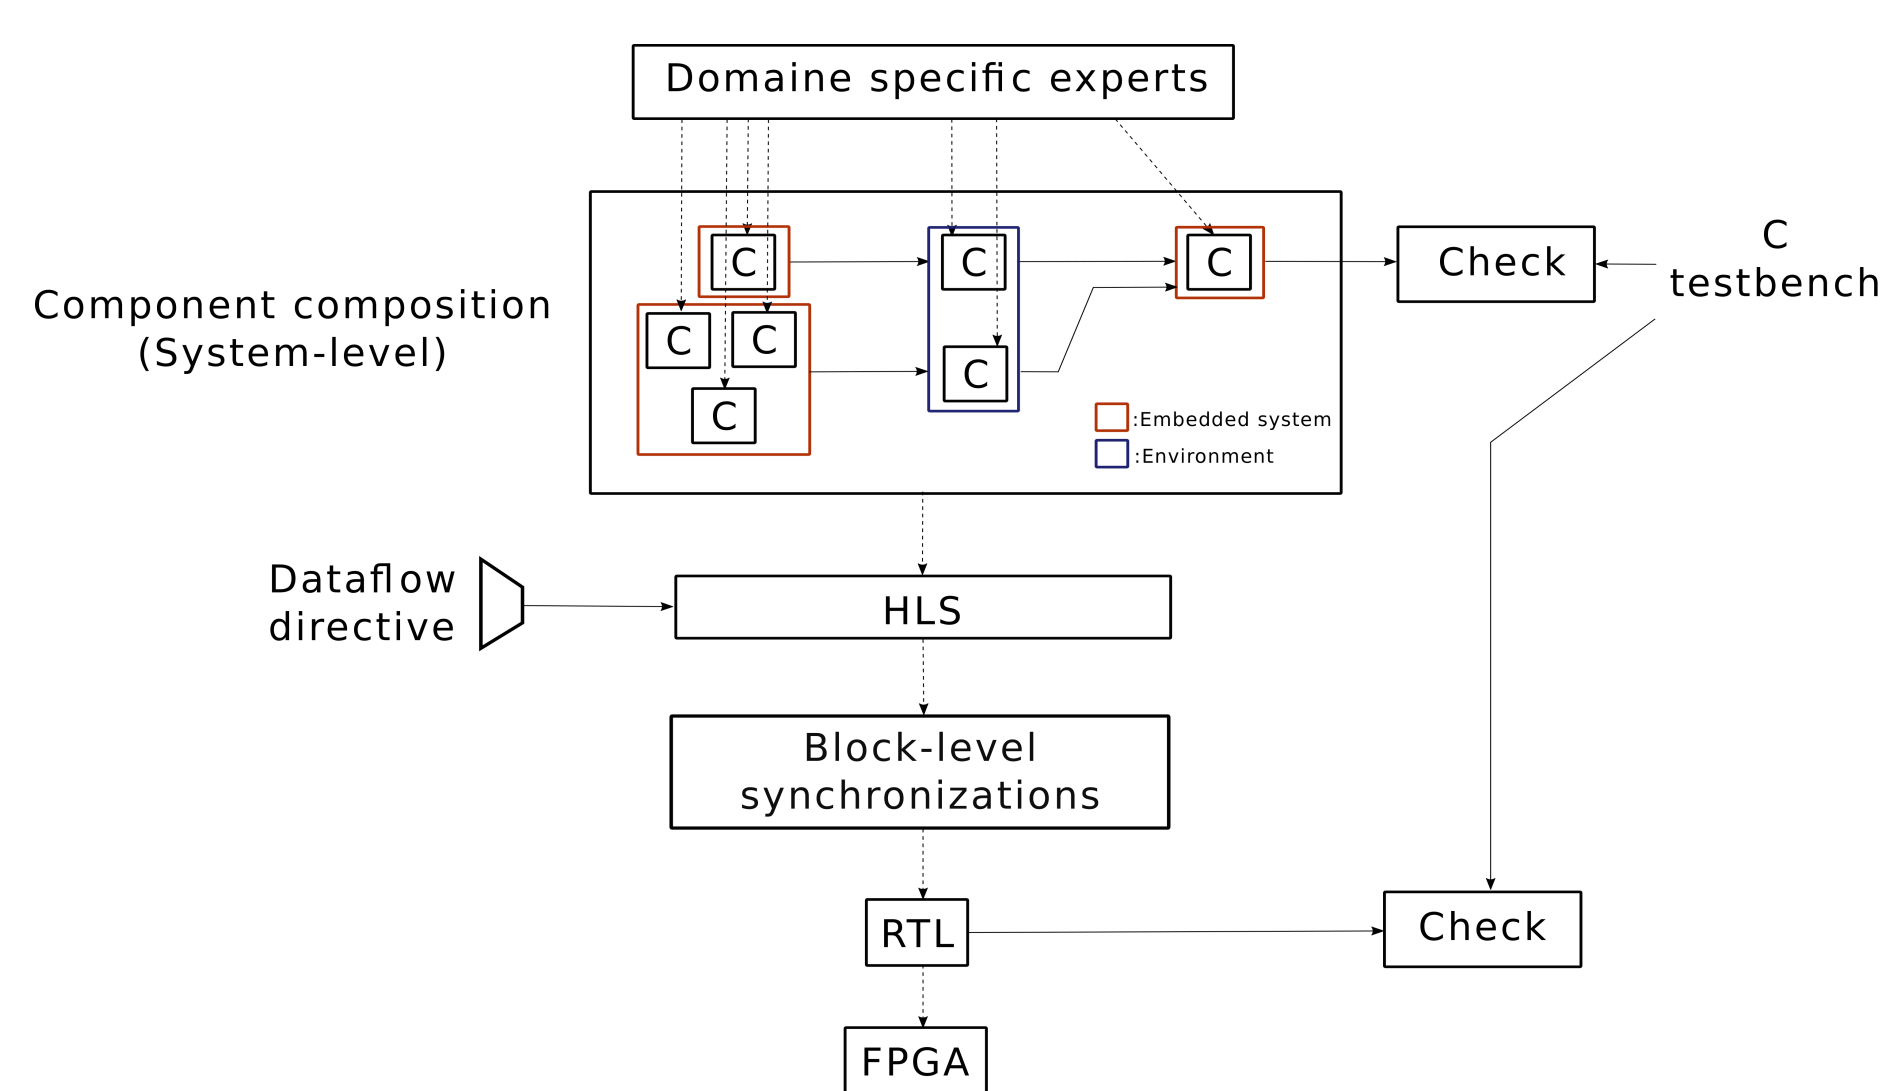 Domaine specific experts
C
C
C
Check
C
testbench
Component composition
(System-level)
C
C
C
C
:Embedded system
:Environment
Dataflow
directive
HLS
Block-level
synchronizations
RTL
Check
FPGA